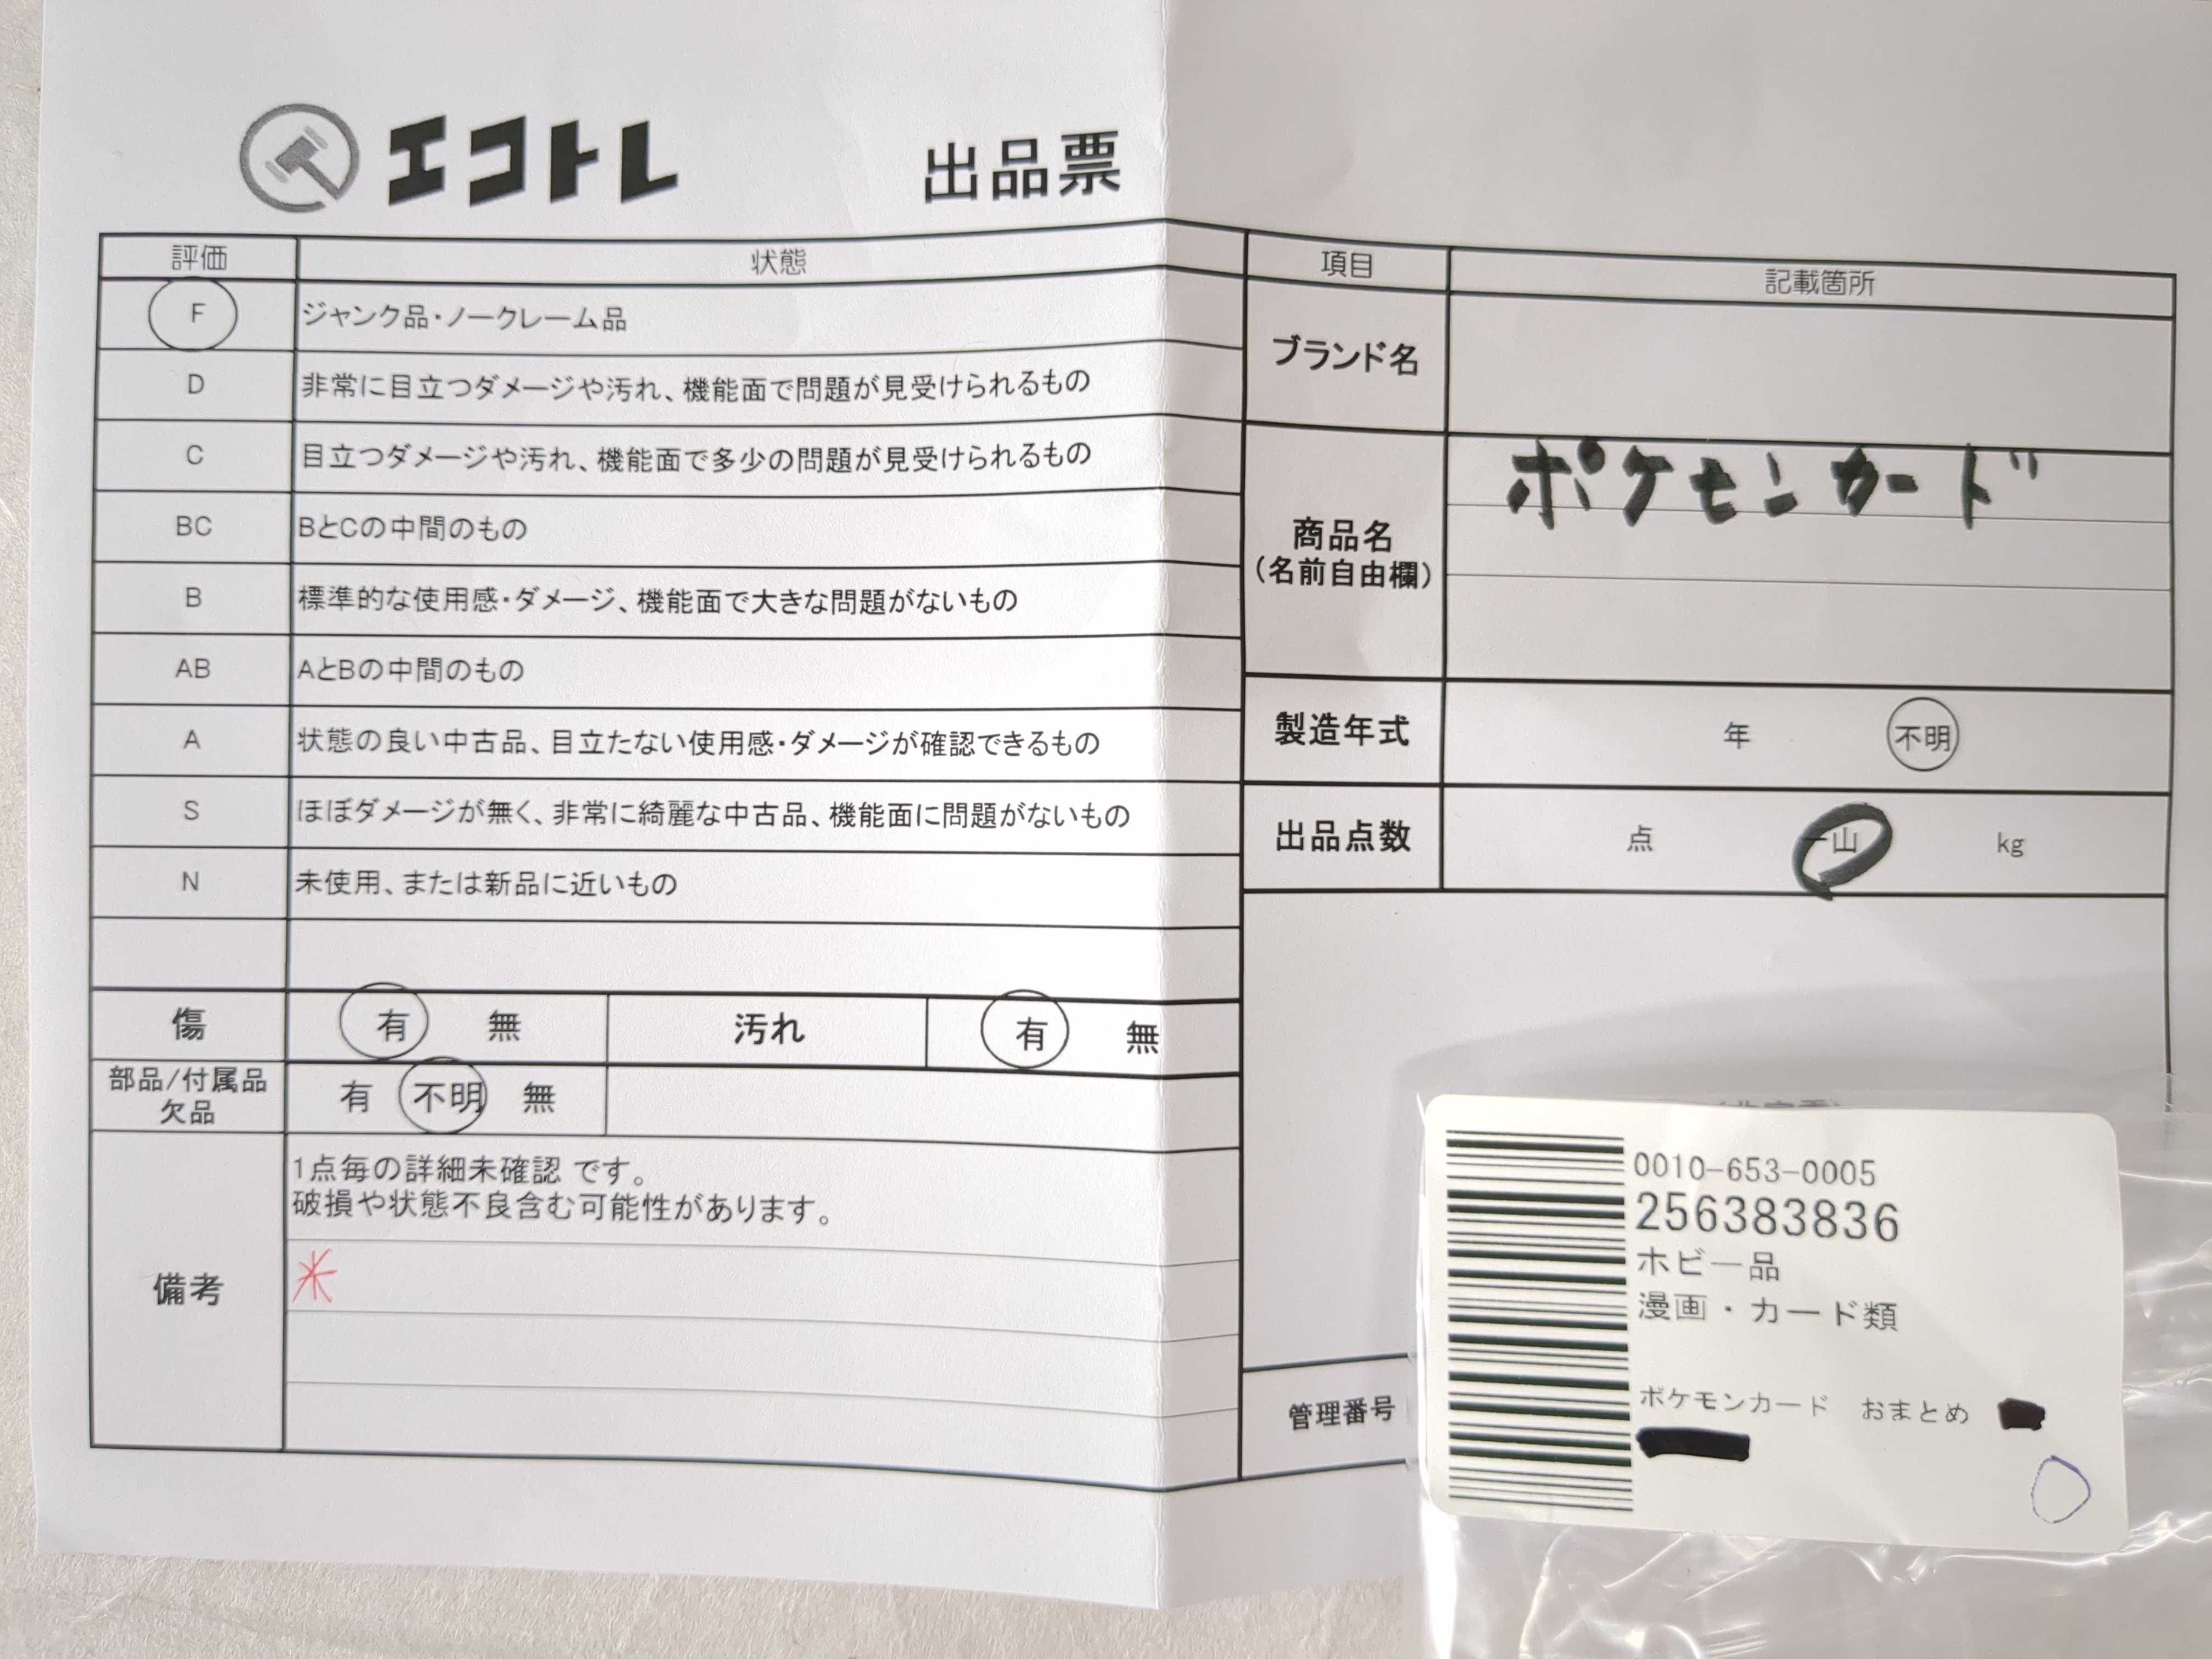 エコトレ 出品票
評価 状態
F ジャンク品・ノークレーム品
D 非常に目立つダメージや汚れ、機能面で問題が見受けられるもの
C 目立つダメージや汚れ、機能面で多少の問題が見受けられるもの
BC BとCの中間のもの
B 標準的な使用感・ダメージ、機能面で大きな問題がないもの
AB AとBの中間のもの
A 状態の良い中古品、目立たない使用感・ダメージが確認できるもの
S ほぼダメージが無く、非常に綺麗な中古品、機能面に問題がないもの
N 未使用、または新品に近いもの
傷 有 無 汚れ 有 無
部品/付属品
欠品
有 不明 無
備考
1点毎の詳細未確認 です。
破損や状態不良含む可能性があります。
項目 記載箇所
ブランド名
商品名
(名前自由欄)
ポケモンカード
製造年式 年 不明
出品点数 点 一山 kg
管理番号
0010-653-0005
256383836
ホビー品
漫画・カード類
ポケモンカード おまとめ